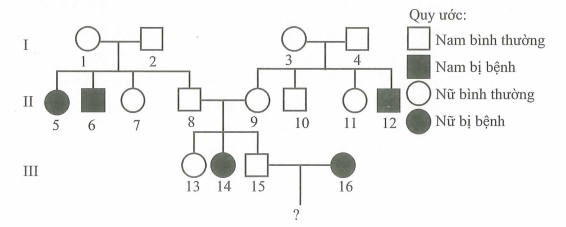 Quy ước:
I
Nam bình thường
1 2 3 4
Nam bị bệnh
II
Nữ bình thường
5 6 7 8 9 10 11 12
Nữ bị bệnh
III
13 14 15 16
?